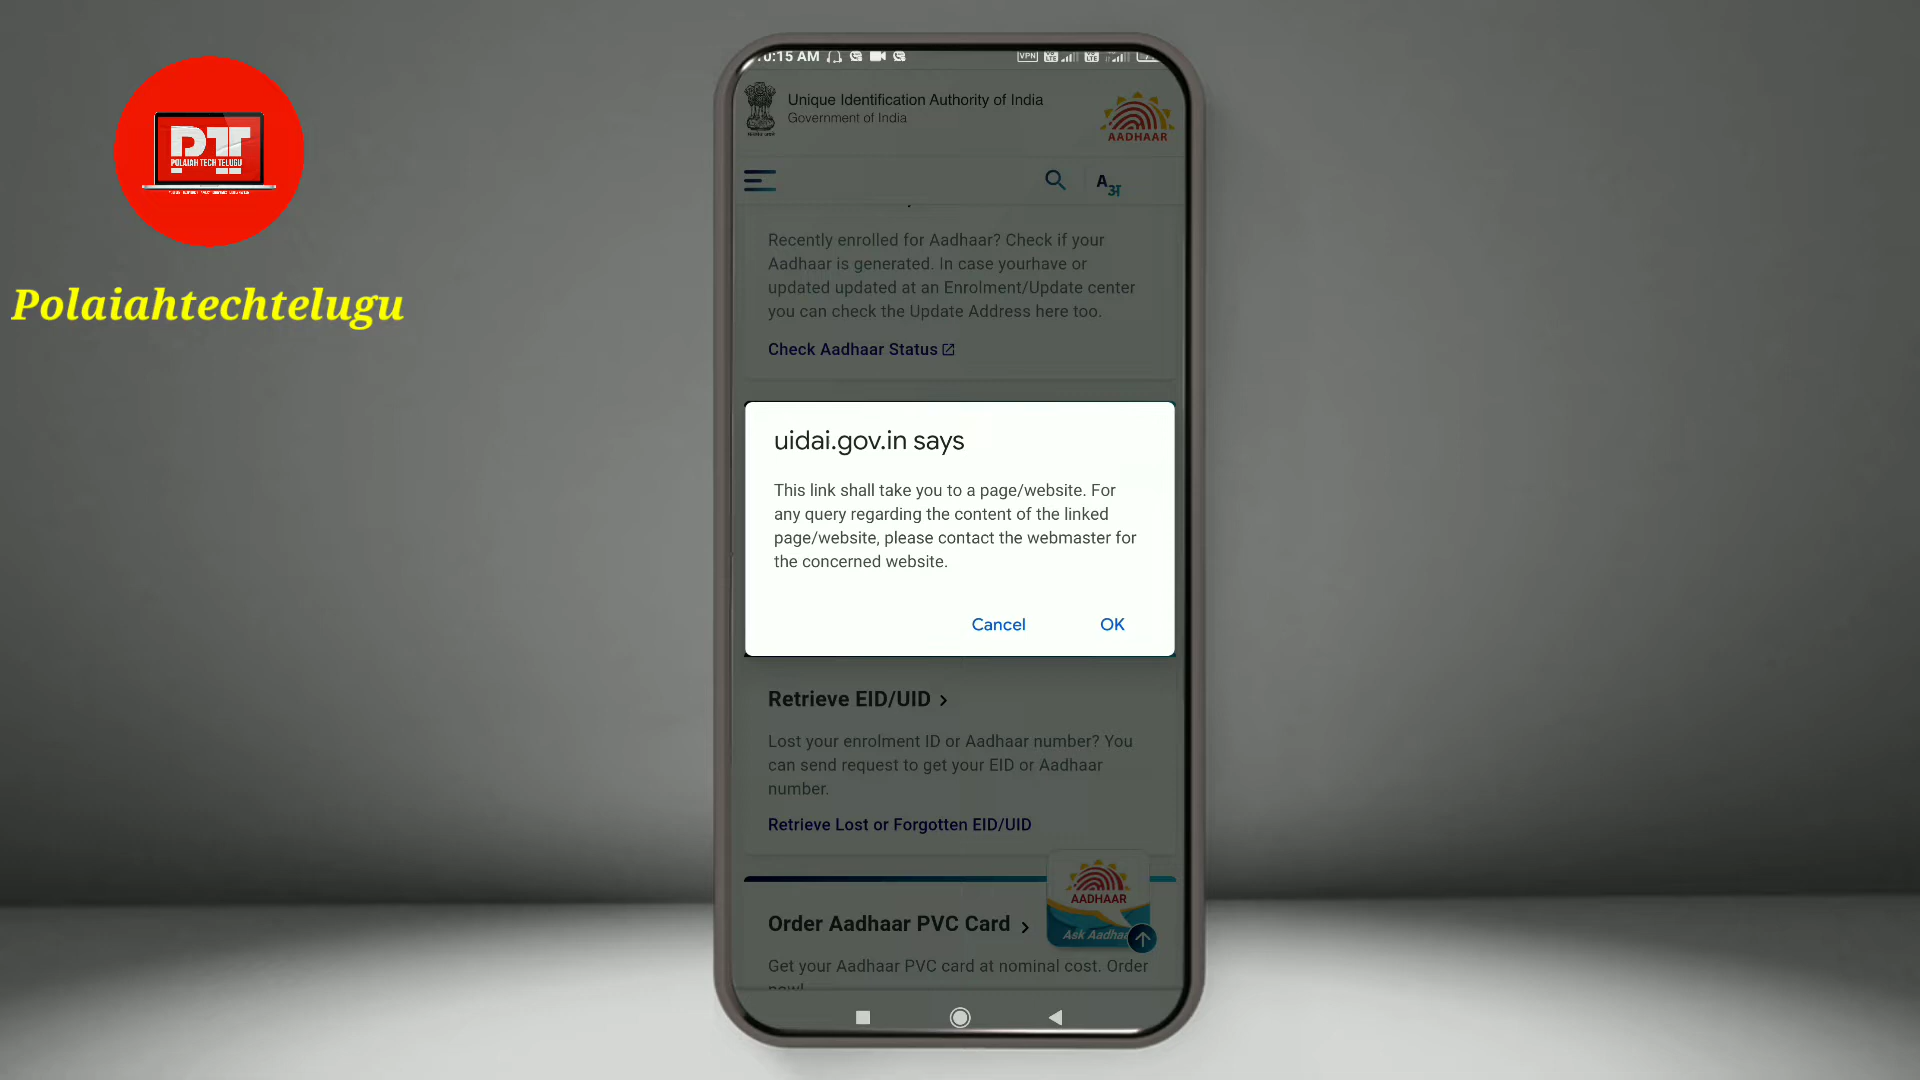 PTT
POLAIAH TECH TELUGU
Polaiahtechtelugu
0:15 AM
VPN
Unique Identification Authority of India
Government of India
AADHAAR
A अ
Recently enrolled for Aadhaar? Check if your
Aadhaar is generated. In case yourhave or
updated updated at an Enrolment/Update center
you can check the Update Address here too.
Check Aadhaar Status
uidai.gov.in says
This link shall take you to a page/website. For
any query regarding the content of the linked
page/website, please contact the webmaster for
the concerned website.
Cancel OK
Retrieve EID/UID >
Lost your enrolment ID or Aadhaar number? You
can send request to get your EID or Aadhaar
number.
Retrieve Lost or Forgotten EID/UID
AADHAAR
Ask Aadhaa
Order Aadhaar PVC Card >
Get your Aadhaar PVC card at nominal cost. Order
now!